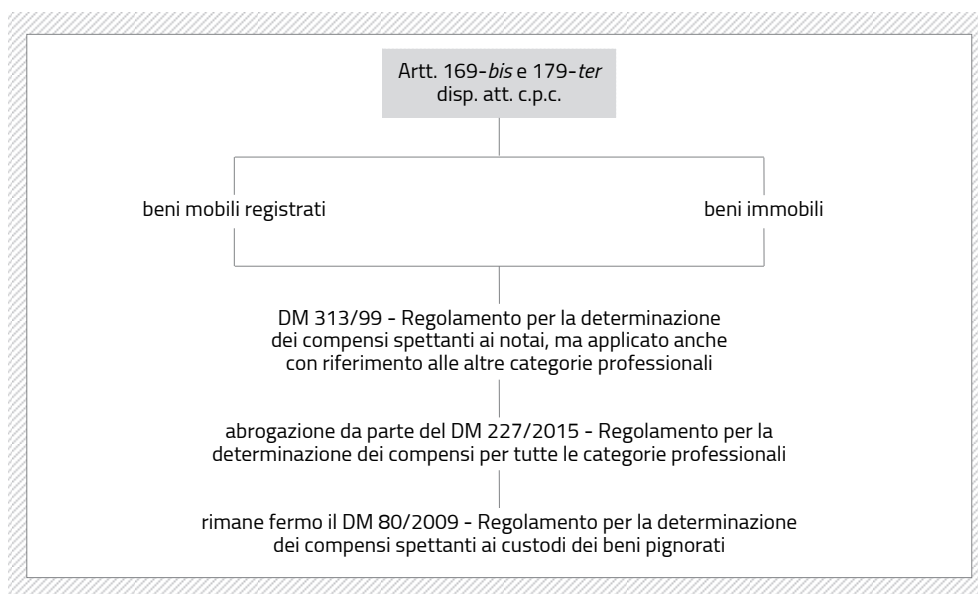 Artt. 169-bis e 179-ter
disp. att. c.p.c.
beni mobili registrati
beni immobili
DM 313/99 - Regolamento per la determinazione
dei compensi spettanti ai notai, ma applicato anche
con riferimento alle altre categorie professionali
abrogazione da parte del DM 227/2015 - Regolamento per la
determinazione dei compensi per tutte le categorie professionali
rimane fermo il DM 80/2009 - Regolamento per la determinazione
dei compensi spettanti ai custodi dei beni pignorati